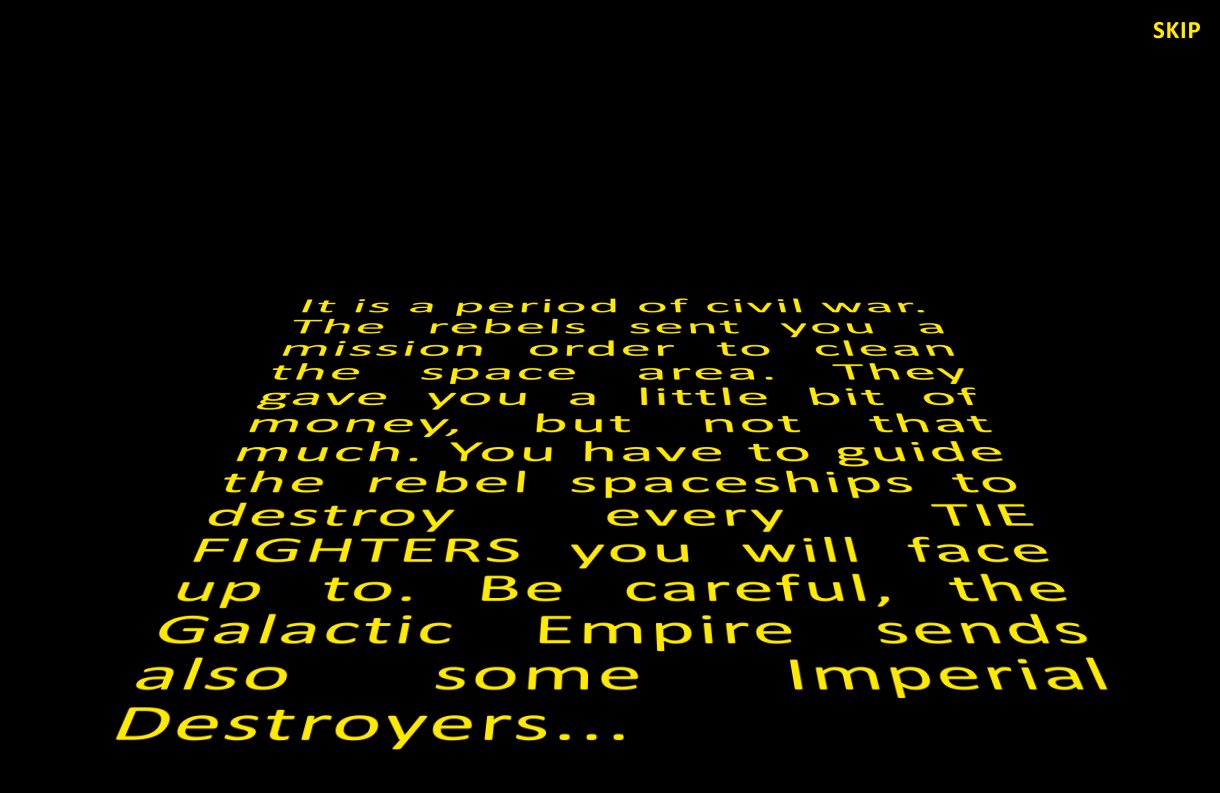 SKIP
It is a period of civil war.
The rebels sent you a
mission order to clean
the space area. They
gave you a little bit of
money, but not that
much. You have to guide
the rebel spaceships to
destroy every TIE
FIGHTERS you will face
up to. Be careful, the
Galactic Empire sends
also some Imperial
Destroyers...